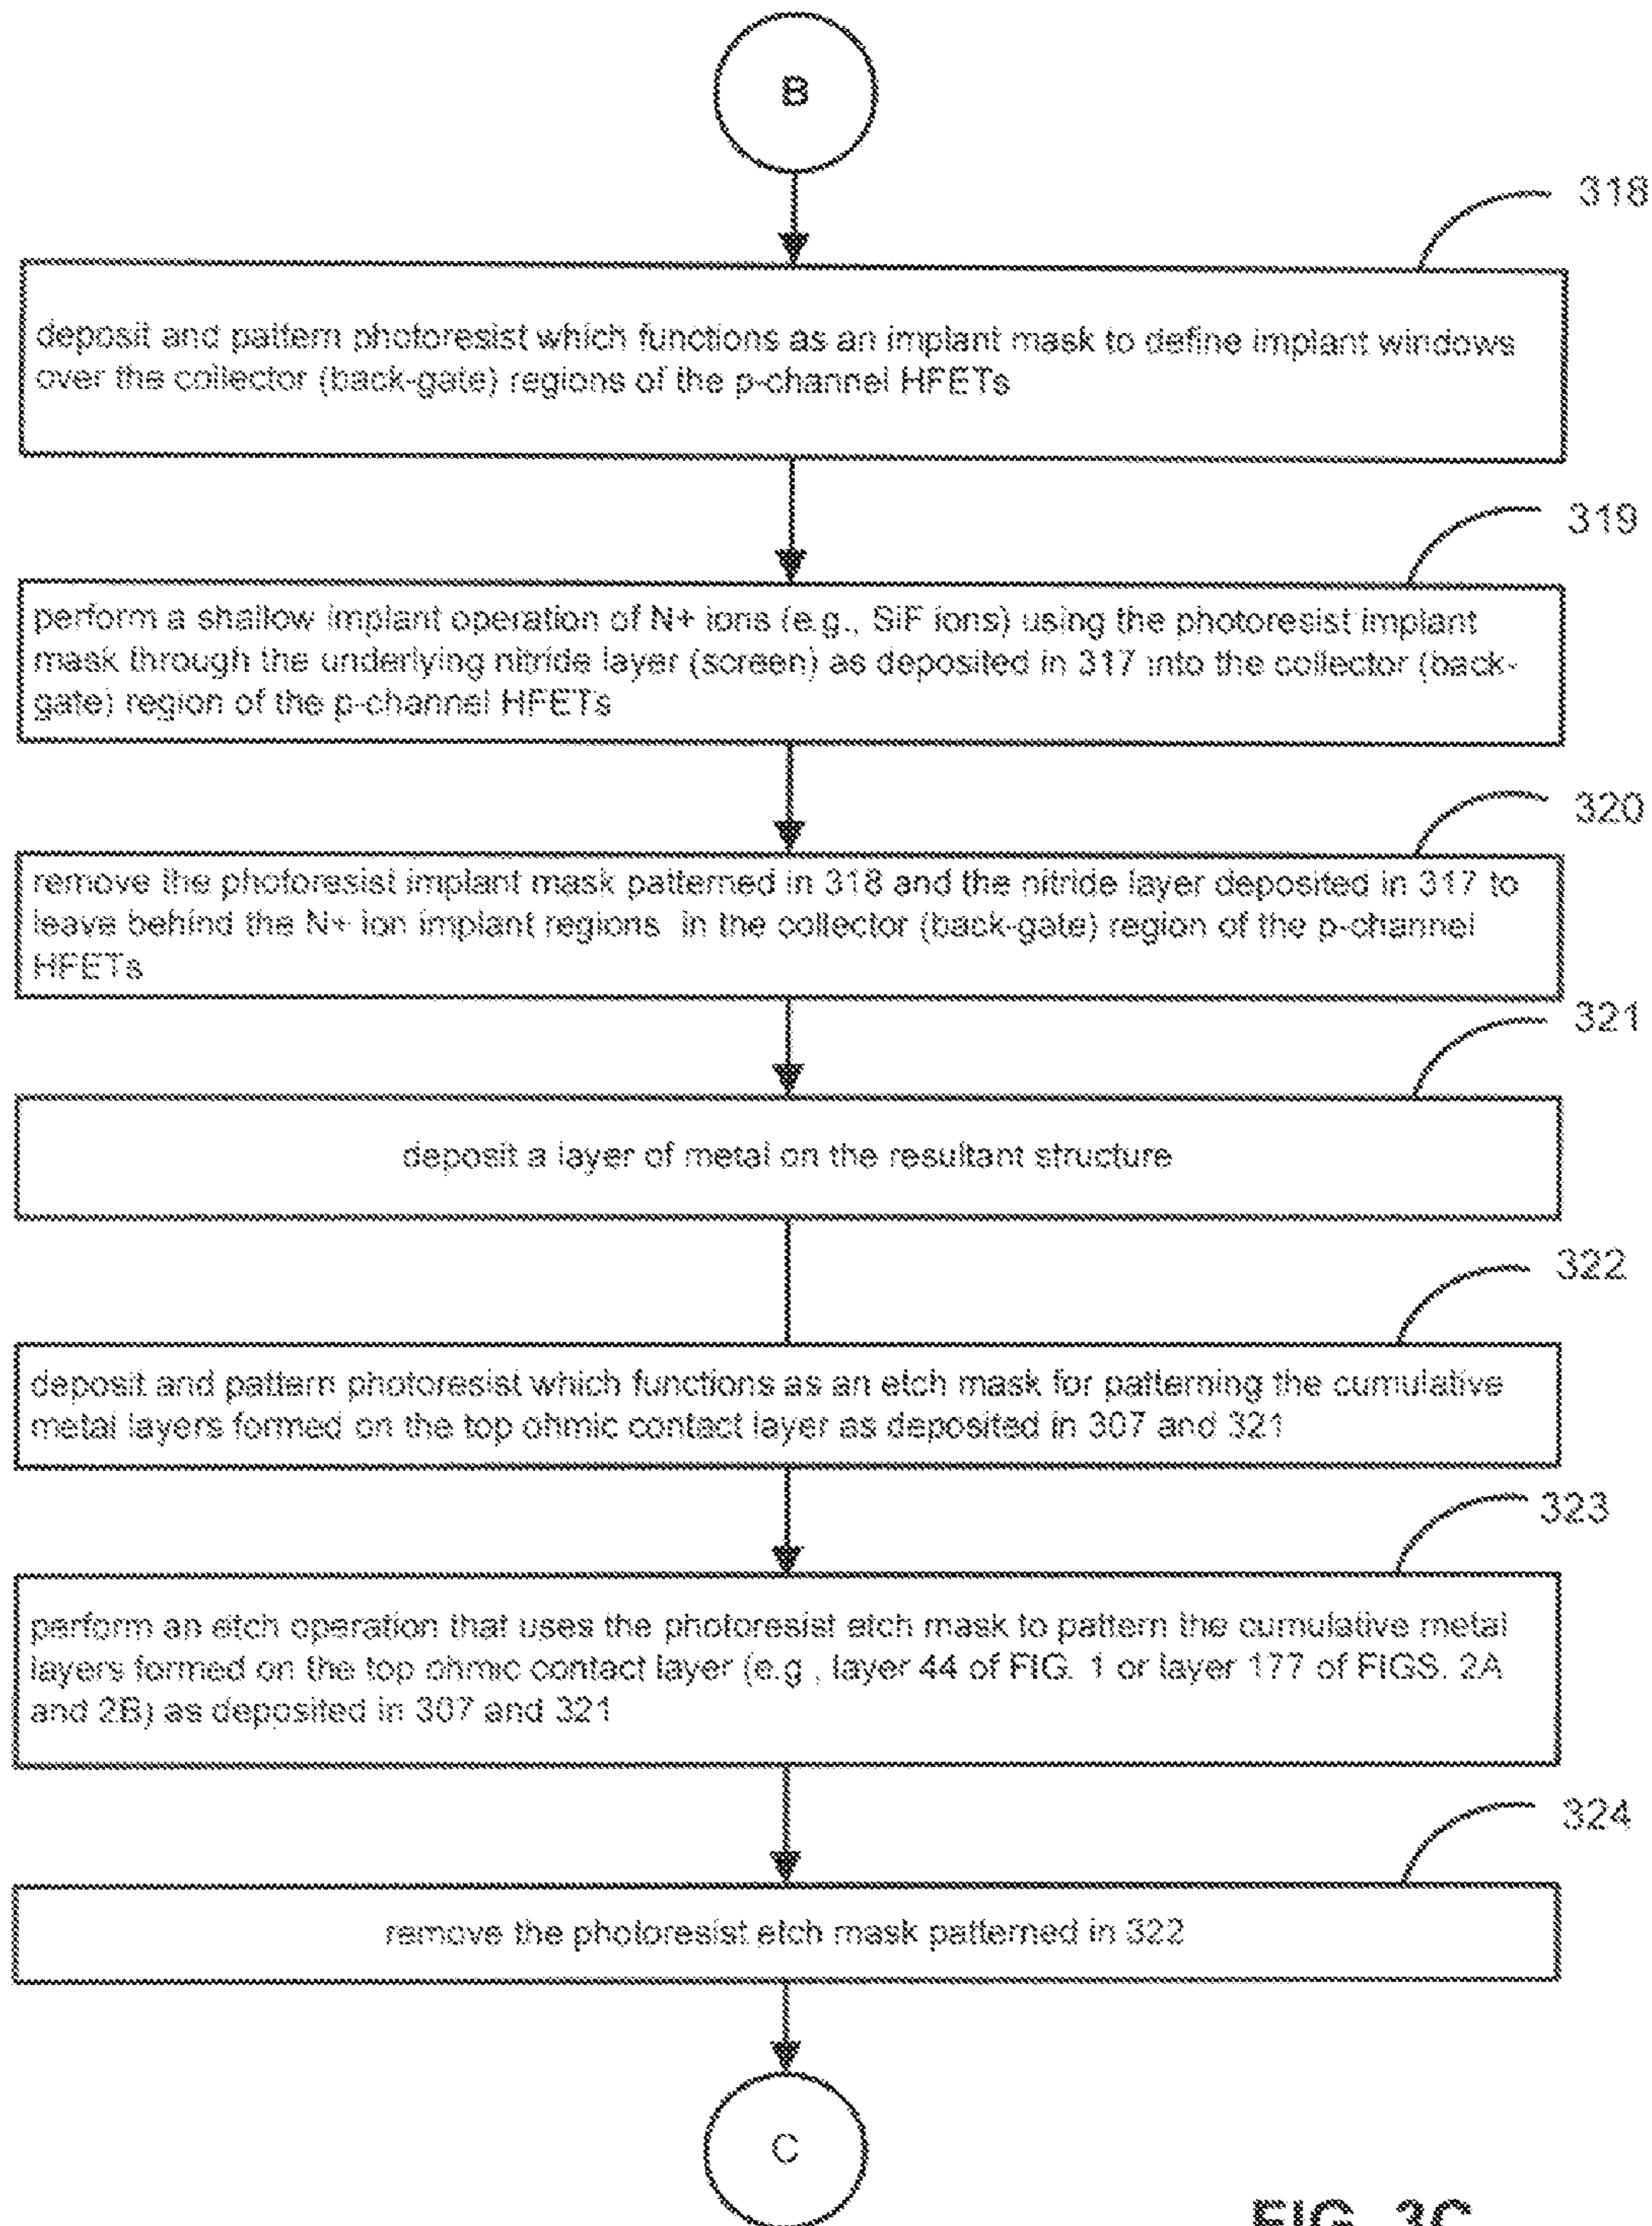 B
318
deposit and pattern photoresist which functions as an implant mask to define implant windows
over the collector (back-gate) regions of the p-channel HFETs
319
perform a shallow implant operation of N+ ions (e.g., SiF ions) using the photoresist implant
mask through the underlying nitride layer (screen) as deposited in 317 into the collector (back-
gate) region of the p-channel HFETs
320
remove the photoresist implant mask patterned in 318 and the nitride layer deposited in 317 to
leave behind the N+ ion implant regions in the collector (back-gate) region of the p-channel
HFETs
321
deposit a layer of metal on the resultant structure
322
deposit and pattern photoresist which functions as an etch mask for patterning the cumulative
metal layers formed on the top ohmic contact layer as deposited in 307 and 321
323
perform an etch operation that uses the photoresist etch mask to pattern the cumulative metal
layers formed on the top ohmic contact layer (e.g., layer 44 of FIG. 1 or layer 177 of FIGS. 2A
and 2B) as deposited in 307 and 321
324
remove the photoresist etch mask patterned in 322
C
FIG. 3C